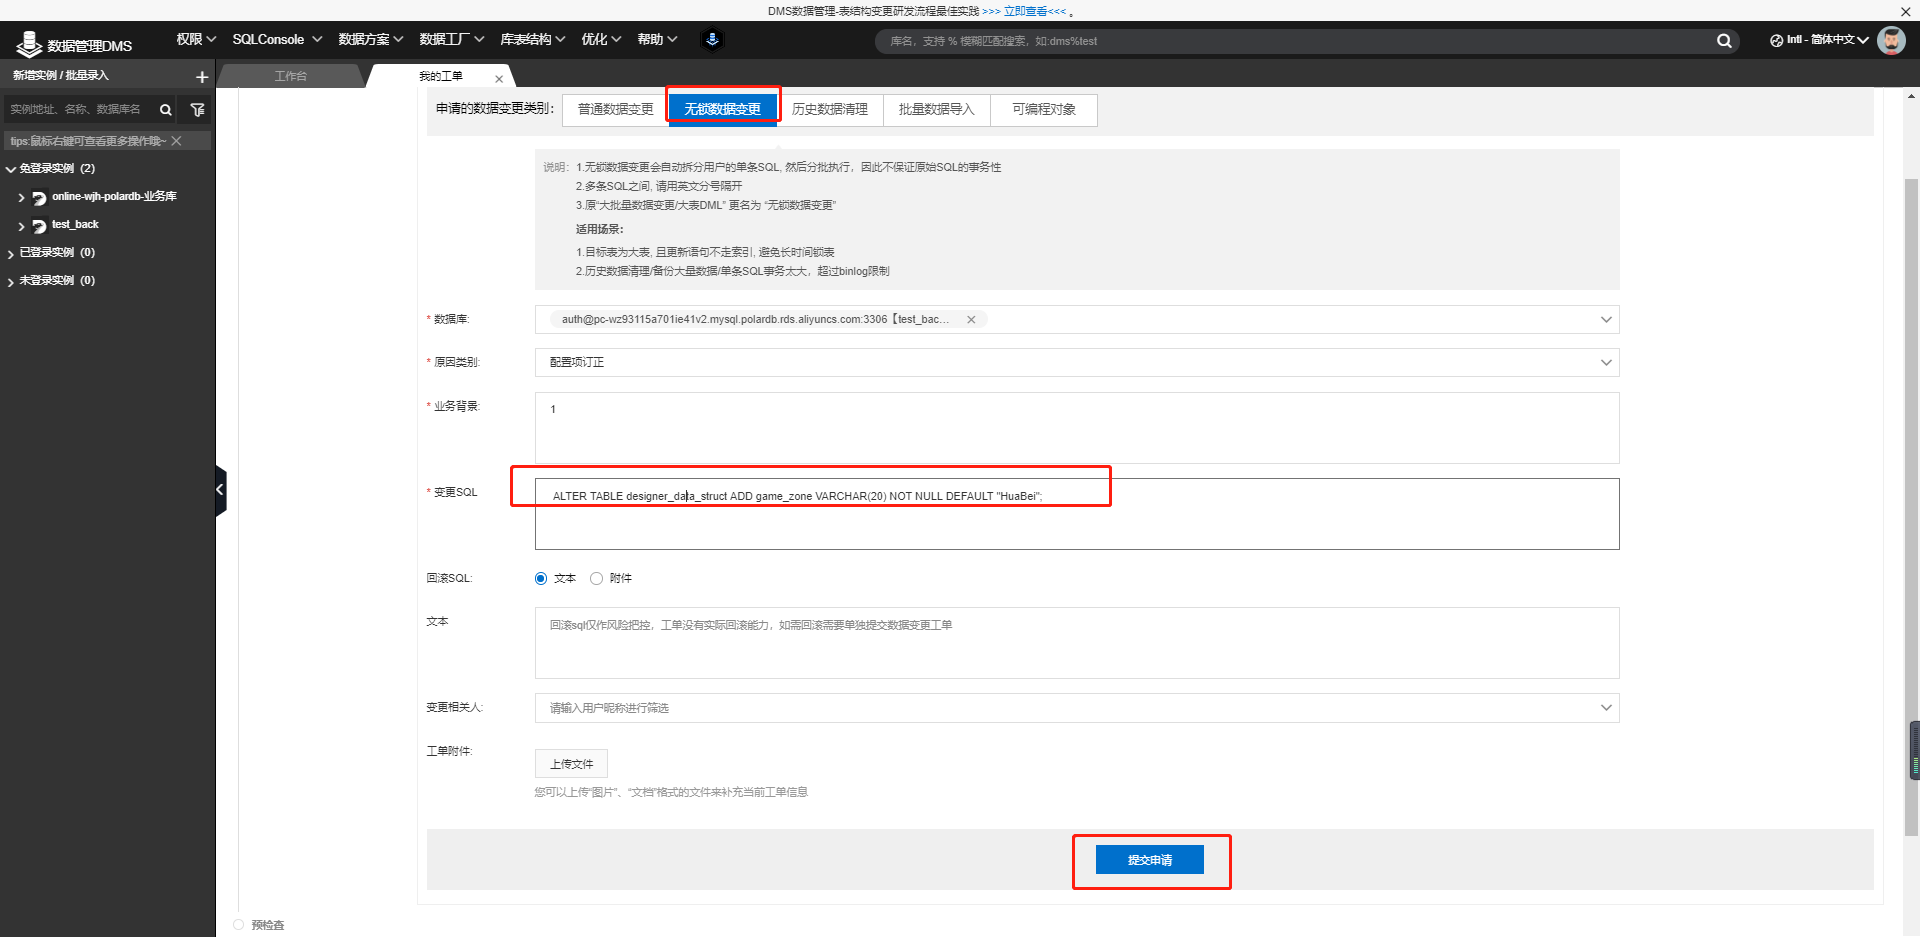 DMS数据管理-表结构变更研发流程最佳实践 >>> 立即查看<<< 。
数据管理DMS
权限 SQLConsole 数据方案 数据工厂 库表结构 优化 帮助
库名，支持 % 模糊匹配搜索，如:dms%test
Intl - 简体中文
新增实例 / 批量录入
工作台
我的工单
实例地址、名称、数据库名
tips:鼠标右键可查看更多操作哦~
免登录实例 (2)
online-wjh-polardb-业务库
test_back
已登录实例 (0)
未登录实例 (0)
申请的数据变更类别：
普通数据变更 无锁数据变更 历史数据清理 批量数据导入 可编程对象
说明： 1.无锁数据变更会自动拆分用户的单条SQL, 然后分批执行，因此不保证原始SQL的事务性
2.多条SQL之间, 请用英文分号隔开
3.原“大批量数据变更/大表DML” 更名为 “无锁数据变更”
适用场景：
1.目标表为大表, 且更新语句不走索引, 避免长时间锁表
2.历史数据清理/备份大量数据/单条SQL事务太大，超过binlog限制
* 数据库:
auth@pc-wz93115a701ie41v2.mysql.polardb.rds.aliyuncs.com:3306【test_bac...
* 原因类别:
配置项订正
* 业务背景:
1
* 变更SQL
ALTER TABLE designer_data_struct ADD game_zone VARCHAR(20) NOT NULL DEFAULT "HuaBei";
回滚SQL:
文本 附件
文本
回滚sql仅作风险把控，工单没有实际回滚能力，如需回滚需要单独提交数据变更工单
变更相关人:
请输入用户昵称进行筛选
工单附件:
上传文件
您可以上传“图片”、“文档”格式的文件来补充当前工单信息
提交申请
预检查